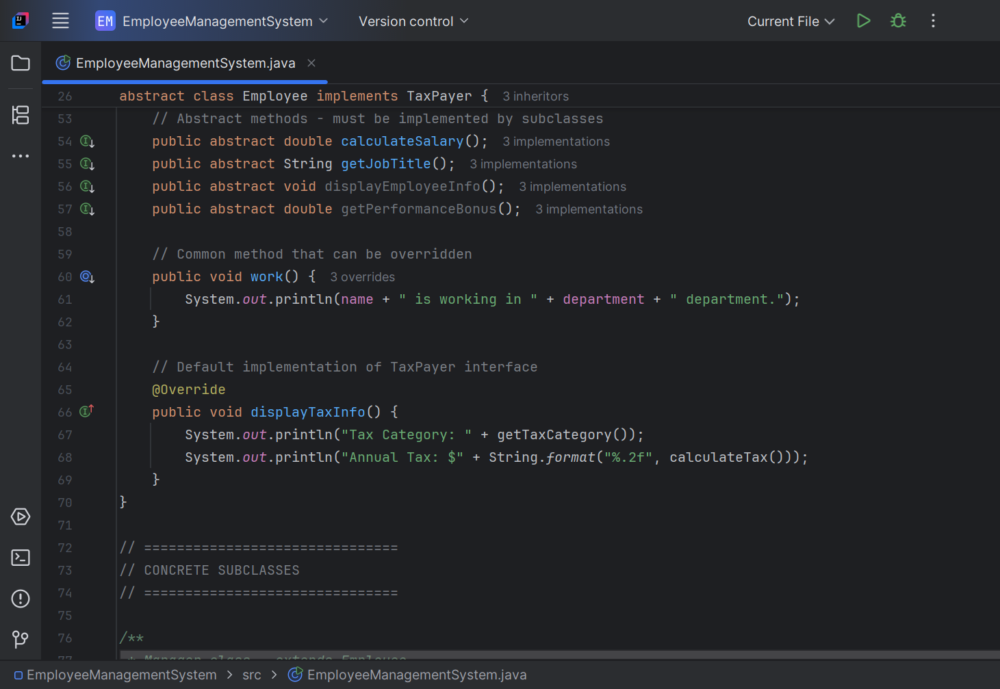 EM EmployeeManagementSystem Version control Current File
EmployeeManagementSystem.java
26 abstract class Employee implements TaxPayer { 3 inheritors
53 // Abstract methods - must be implemented by subclasses
54 public abstract double calculateSalary(); 3 implementations
55 public abstract String getJobTitle(); 3 implementations
56 public abstract void displayEmployeeInfo(); 3 implementations
57 public abstract double getPerformanceBonus(); 3 implementations
58
59 // Common method that can be overridden
60 public void work() { 3 overrides
61 System.out.println(name + " is working in " + department + " department.");
62 }
63
64 // Default implementation of TaxPayer interface
65 @Override
66 public void displayTaxInfo() {
67 System.out.println("Tax Category: " + getTaxCategory());
68 System.out.println("Annual Tax: $" + String.format("%.2f", calculateTax()));
69 }
70 }
71
72 // ===============================
73 // CONCRETE SUBCLASSES
74 // ===============================
75
76 /**
77 * Manager class - extends Employee
EmployeeManagementSystem > src > EmployeeManagementSystem.java